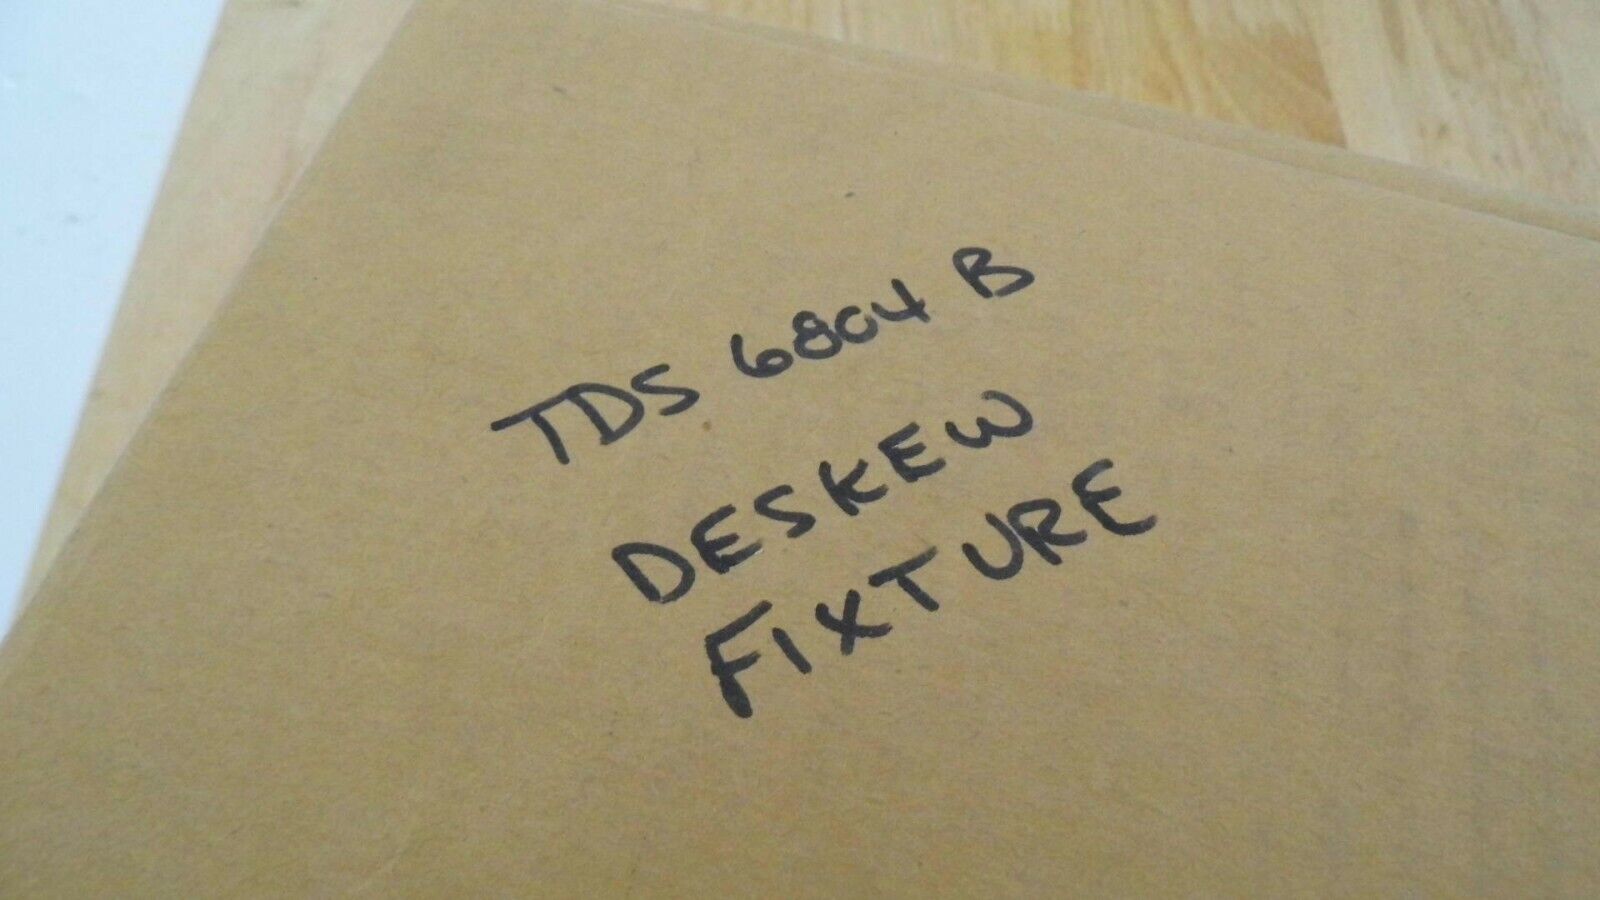 TDS 6804 B
DESKEW
FIXTURE